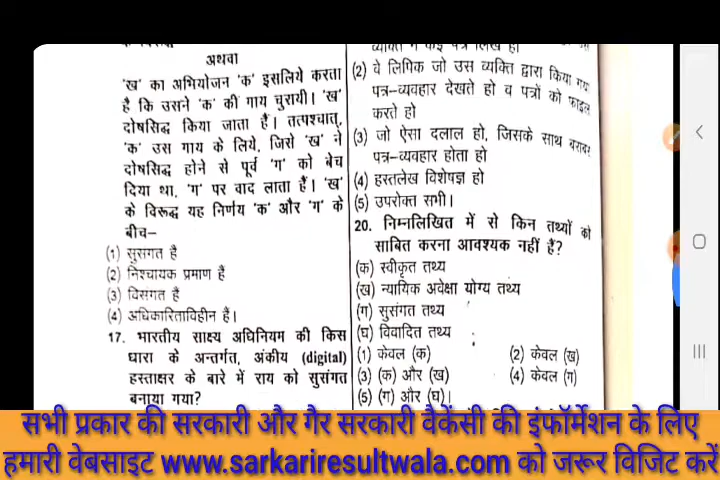 अथवा
'ख' का अभियोजन 'क' इसलिये करता
है कि उसने 'क' की गाय चुरायी। 'ख'
दोषसिद्ध किया जाता हैं। तत्पश्चात्,
'क' उस गाय के लिये, जिसे 'ख' ने
दोषसिद्ध होने से पूर्व 'ग' को बेच
दिया था, 'ग' पर वाद लाता हैं। 'ख'
के विरूद्ध यह निर्णय 'क' और 'ग' के
बीच–
(1) सुसगत है
(2) निश्चायक प्रमाण हैं
(3) विसंगत है
(4) अधिकारिताविहीन हैं।
17. भारतीय साक्ष्य अधिनियम की किस
धारा के अन्तर्गत, अंकीय (digital)
हस्ताक्षर के बारे में राय को सुसंगत
बनाया गया?
व्यक्ति ने कई पत्र लिखे हो
(2) वे लिपिक जो उस व्यक्ति द्वारा किया गया
पत्र–व्यवहार देखते हो व पत्रों को फाइल
करते हो
(3) जो ऐसा दलाल हो, जिसके साथ बराबर
पत्र–व्यवहार होता हो
(4) हस्तलेख विशेषज्ञ हो
(5) उपरोक्त सभी।
20. निम्नलिखित में से किन तथ्यों को
साबित करना आवश्यक नहीं हैं?
(क) स्वीकृत तथ्य
(ख) न्यायिक अवेक्षा योग्य तथ्य
(ग) सुसंगत तथ्य
(घ) विवादित तथ्य
(1) केवल (क) (2) केवल (ख)
(3) (क) और (ख) (4) केवल (ग)
(5) (ग) और (घ)।
सभी प्रकार की सरकारी और गैर सरकारी वैकेंसी की इंफॉर्मेशन के लिए
हमारी वेबसाइट www.sarkariresultwala.com को जरूर विजिट करें